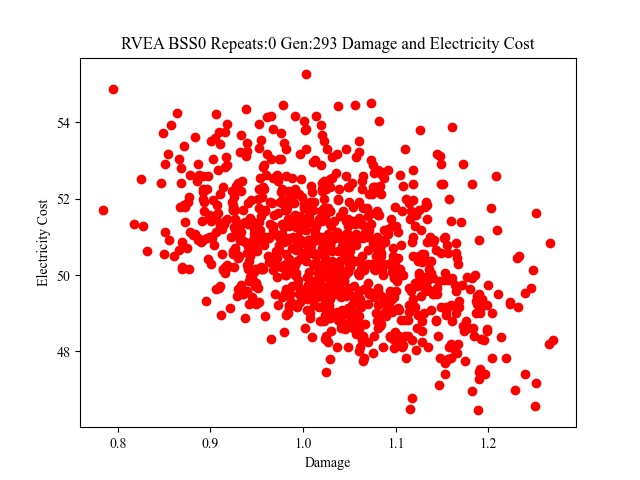 RVEA BSS0 Repeats:0 Gen:293 Damage and Electricity Cost
54
52
50
48
Electricity Cost
0.8 0.9 1.0 1.1 1.2
Damage